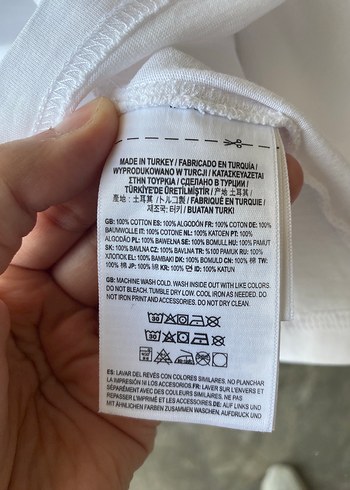 MADE IN TURKEY / FABRICADO EN TURQUÍA /
WYPRODUKOWANO W TURCJI / ΚΑΤΑΣΚΕΥΑΖΕΤΑΙ
ΣΤΗΝ ΤΟΥΡΚΙΑ / СДЕЛАНО В ТУРЦИИ /
TÜRKİYE'DE ÜRETİLMİŞTİR / 产地 土耳其 /
產地: 土耳其 / トルコ製 / FABRIQUÉ EN TURQUIE /
제조국: 터키 / BUATAN TURKI
GB: 100% COTTON ES: 100% ALGODÓN FR: 100% COTON DE: 100%
BAUMWOLLE IT: 100% COTONE NL: 100% KATOEN PT: 100%
ALGODÃO PL: 100% BAWEŁNA SE: 100% BOMULL HU: 100% PAMUT
SK: 100% BAVLNA CZ: 100% BAVLNA TR: %100 PAMUK RU: 100%
ХЛОПОК EL: 100% ΒΑΜΒΑΚΙ DK: 100% BOMULD CN: 100% 棉 TW:
100% 棉 JP: 100% 綿 KR: 100% 면 ID: 100% KATUN
GB: MACHINE WASH COLD. WASH INSIDE OUT WITH LIKE COLORS.
DO NOT BLEACH. TUMBLE DRY LOW. COOL IRON AS NEEDED. DO
NOT IRON PRINT AND ACCESSORIES. DO NOT DRY CLEAN.
30
30
30
ES: LAVAR DEL REVÉS CON COLORES SIMILARES. NO PLANCHAR
LA IMPRESIÓN NI LOS ACCESORIOS. FR: LAVER SUR L'ENVERS ET
SÉPARÉMENT AVEC DES COULEURS SIMILAIRES. NE PAS
REPASSER L'IMPRIMÉ ET LES ACCESSOIRES. DE: AUF LINKS UND
MIT ÄHNLICHEN FARBEN ZUSAMMEN WASCHEN, AUFDRUCK UND